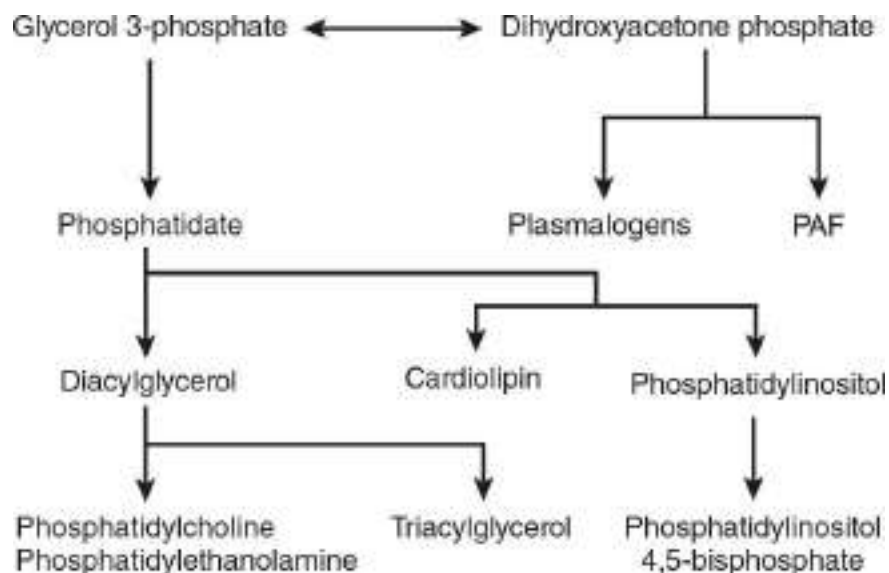 Glycerol 3-phosphate
Dihydroxyacetone phosphate
Phosphatidate
Plasmalogens
PAF
Diacylglycerol
Cardiolipin
Phosphatidylinositol
Phosphatidylcholine
Phosphatidylethanolamine
Triacylglycerol
Phosphatidylinositol
4,5-bisphosphate